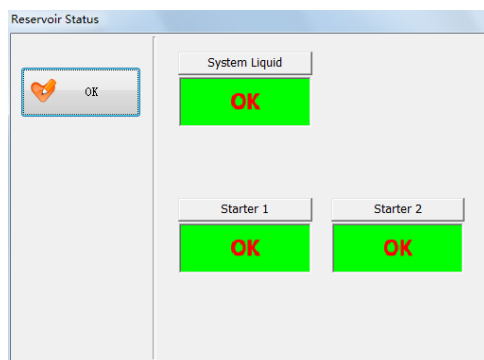 Reservoir Status
OK
System Liquid
OK
Starter 1
Starter 2
OK
OK